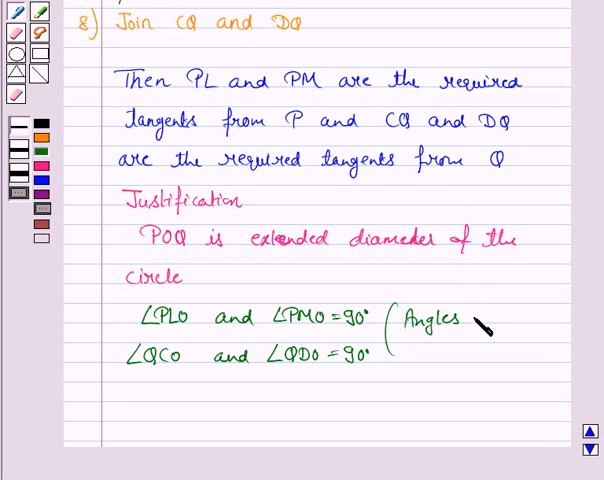 8) Join CQ and DQ
Then PL and PM are the required
tangents from P and CQ and DQ
are the required tangents from Q
Justification
POQ is extended diameter of the
circle
∠PLO and ∠PMO = 90° ( Angles
∠QCO and ∠QDO = 90°